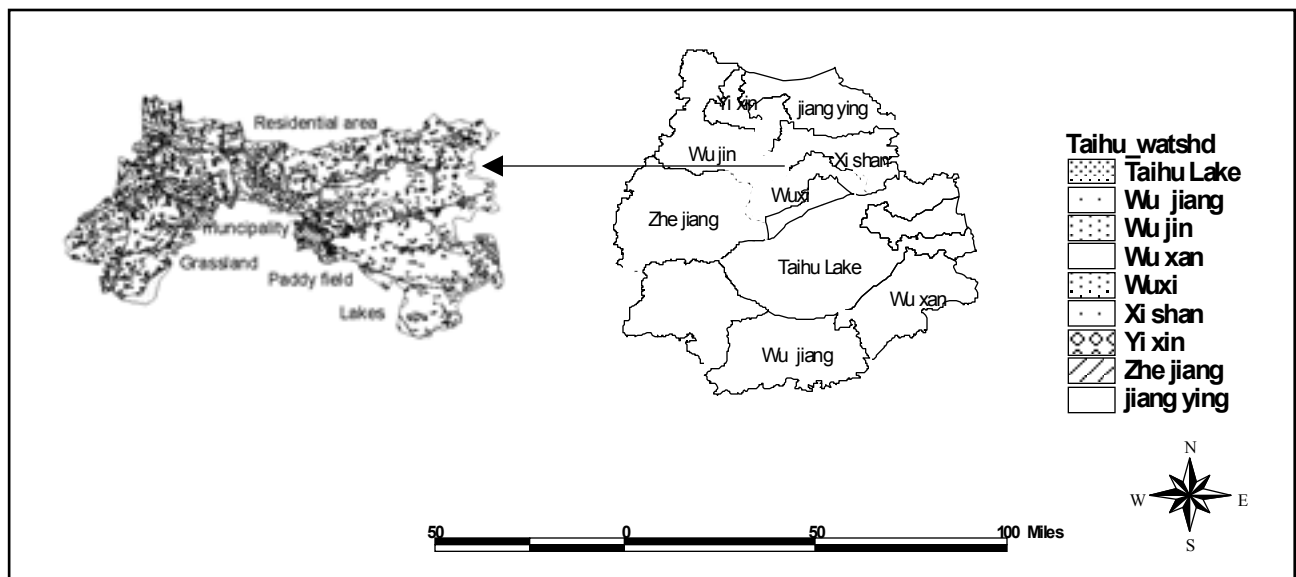 Residential area
muncipality
Grassland
Paddy field
Lakes
Yi xin
jiang ying
Wu jin
Xi shan
Wuxi
Zhe jiang
Taihu Lake
Wu xan
Wu jiang
Taihu_watshd
Taihu Lake
Wu jiang
Wu jin
Wu xan
Wuxi
Xi shan
Yi xin
Zhe jiang
jiang ying
N
W E
S
50 0 50 100 Miles